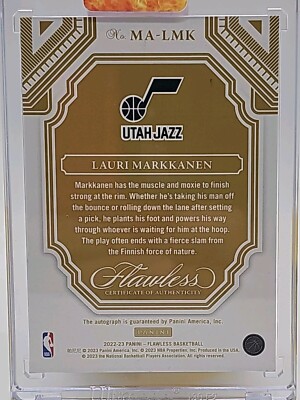 No. MA-LMK
UTAH JAZZ
LAURI MARKKANEN
Markkanen has the muscle and moxie to finish
strong at the rim. Whether he's taking his man off
the bounce or rolling down the lane after setting
a pick, he plants his foot and powers his way
through whoever is waiting for him at the hoop.
The play often ends with a fierce slam from
the Finnish force of nature.
Flawless
CERTIFICATE OF AUTHENTICITY
The autograph is guaranteed by Panini America, Inc.
PANINI
2022-23 PANINI – FLAWLESS BASKETBALL
© 2023 Panini America, Inc. © 2023 NBA Properties, Inc. Produced in the USA.
© 2023 the National Basketball Players Association. All rights reserved.